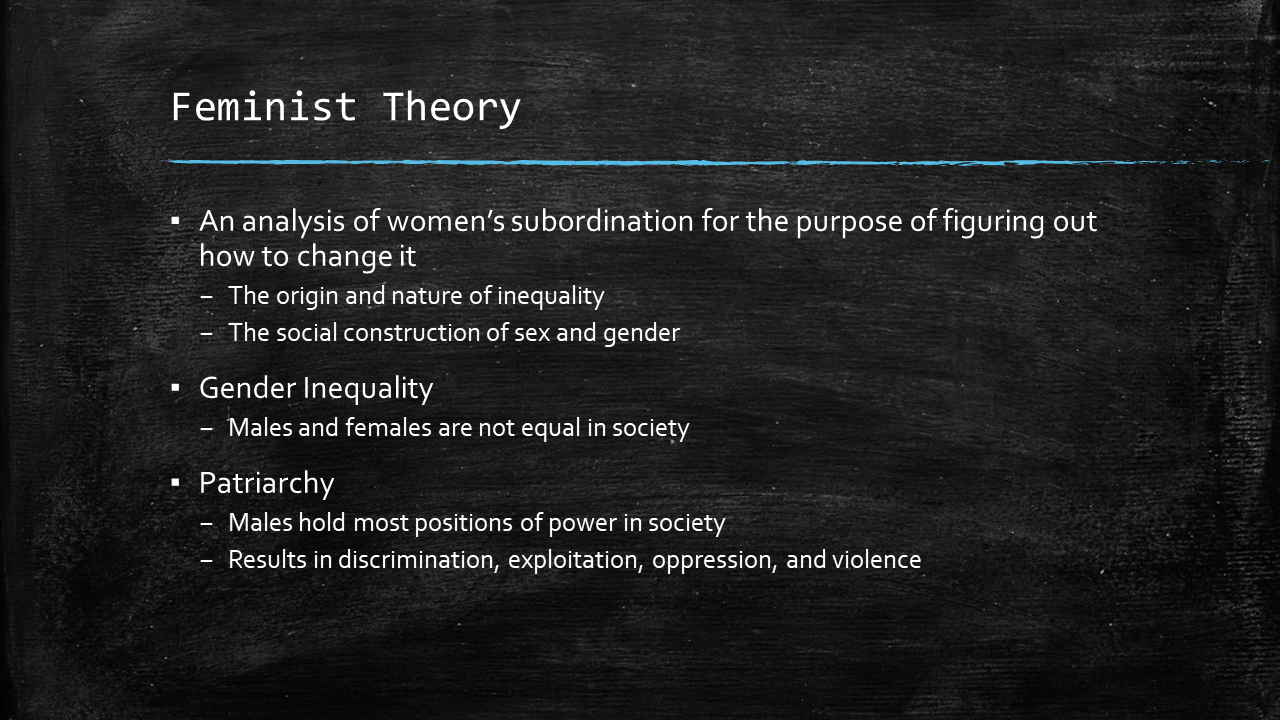 Feminist Theory
▪ An analysis of women’s subordination for the purpose of figuring out
how to change it
– The origin and nature of inequality
– The social construction of sex and gender
▪ Gender Inequality
– Males and females are not equal in society
▪ Patriarchy
– Males hold most positions of power in society
– Results in discrimination, exploitation, oppression, and violence